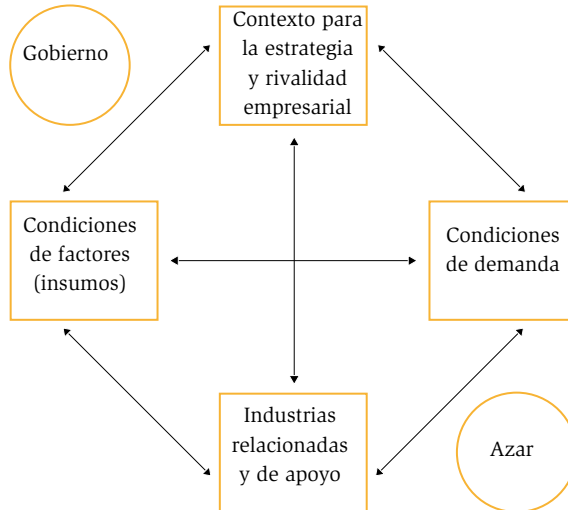 Gobierno
Contexto para
la estrategia
y rivalidad
empresarial
Condiciones
de factores
(insumos)
Condiciones
de demanda
Industrias
relacionadas
y de apoyo
Azar